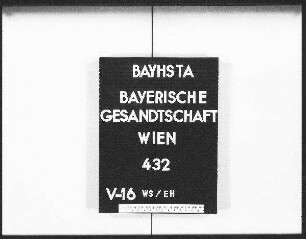 BAYHSTA
BAYERISCHE
GESANDTSCHAFT
WIEN
432
V-16 WS/EH